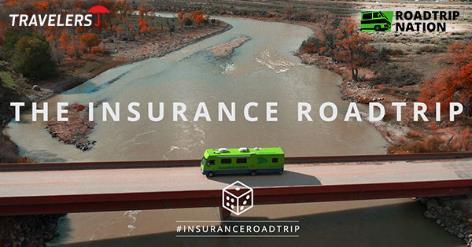 TRAVELERS
ROADTRIP
NATION
THE INSURANCE ROADTRIP
#INSURANCEROADTRIP